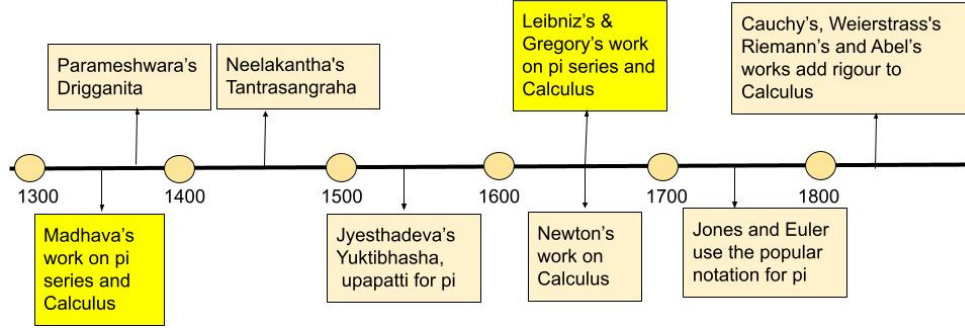 Parameshwara's
Drigganita
Neelakantha's
Tantrasangraha
Leibniz's &
Gregory's work
on pi series and
Calculus
Cauchy's, Weierstrass's
Riemann's and Abel's
works add rigour to
Calculus
1300
1400
1500
1600
1700
1800
Madhava's
work on pi
series and
Calculus
Jyesthadeva's
Yuktibhasha,
upapatti for pi
Newton's
work on
Calculus
Jones and Euler
use the popular
notation for pi